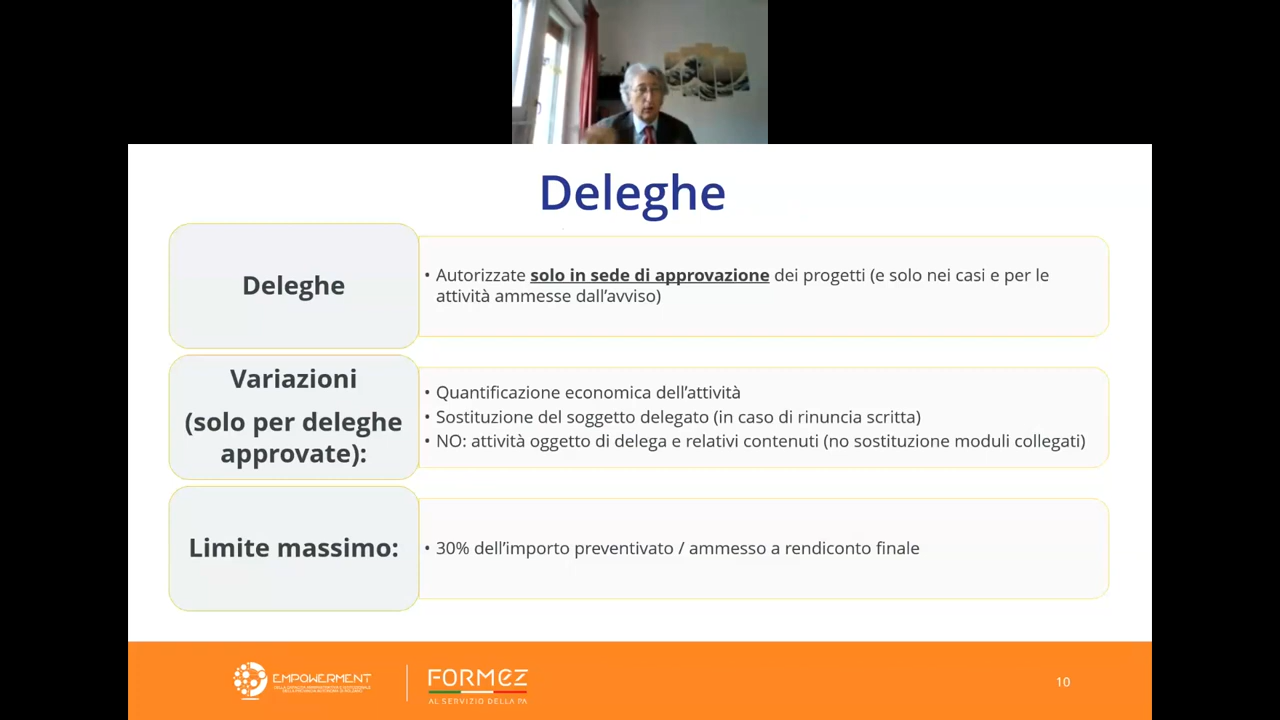 Deleghe
Deleghe
• Autorizzate solo in sede di approvazione dei progetti (e solo nei casi e per le
attività ammesse dall’avviso)
Variazioni
(solo per deleghe
approvate):
• Quantificazione economica dell’attività
• Sostituzione del soggetto delegato (in caso di rinuncia scritta)
• NO: attività oggetto di delega e relativi contenuti (no sostituzione moduli collegati)
Limite massimo:
• 30% dell’importo preventivato / ammesso a rendiconto finale
EMPOWERMENT
FORMEZ
AL SERVIZIO DELLA PA
10